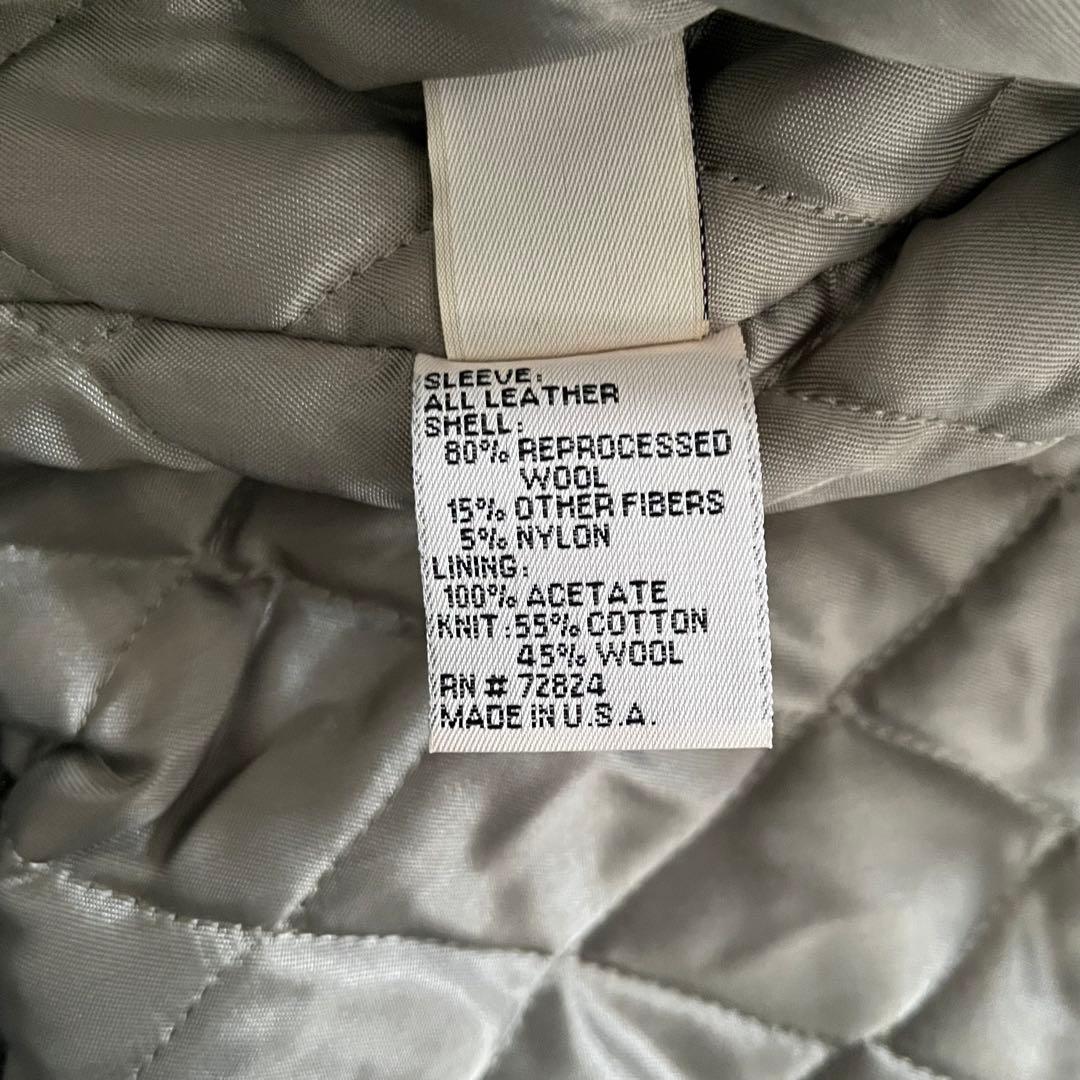 SLEEVE:
ALL LEATHER
SHELL:
80% REPROCESSED
WOOL
15% OTHER FIBERS
5% NYLON
LINING:
100% ACETATE
KNIT:55% COTTON
45% WOOL
RN # 72824
MADE IN U.S.A.